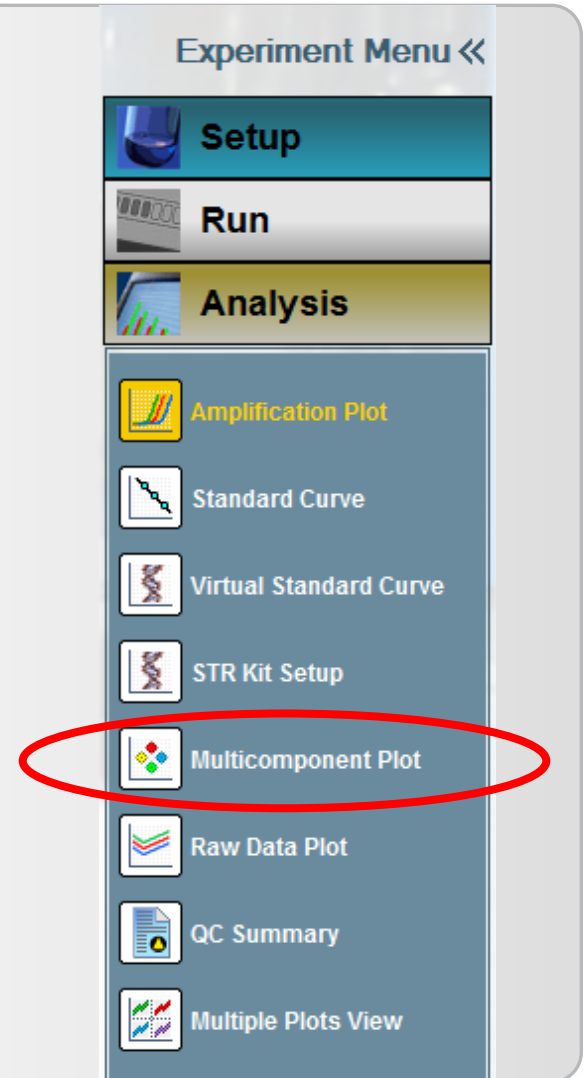 Experiment Menu «
Setup
Run
Analysis
Amplification Plot
Standard Curve
Virtual Standard Curve
STR Kit Setup
Multicomponent Plot
Raw Data Plot
QC Summary
Multiple Plots View